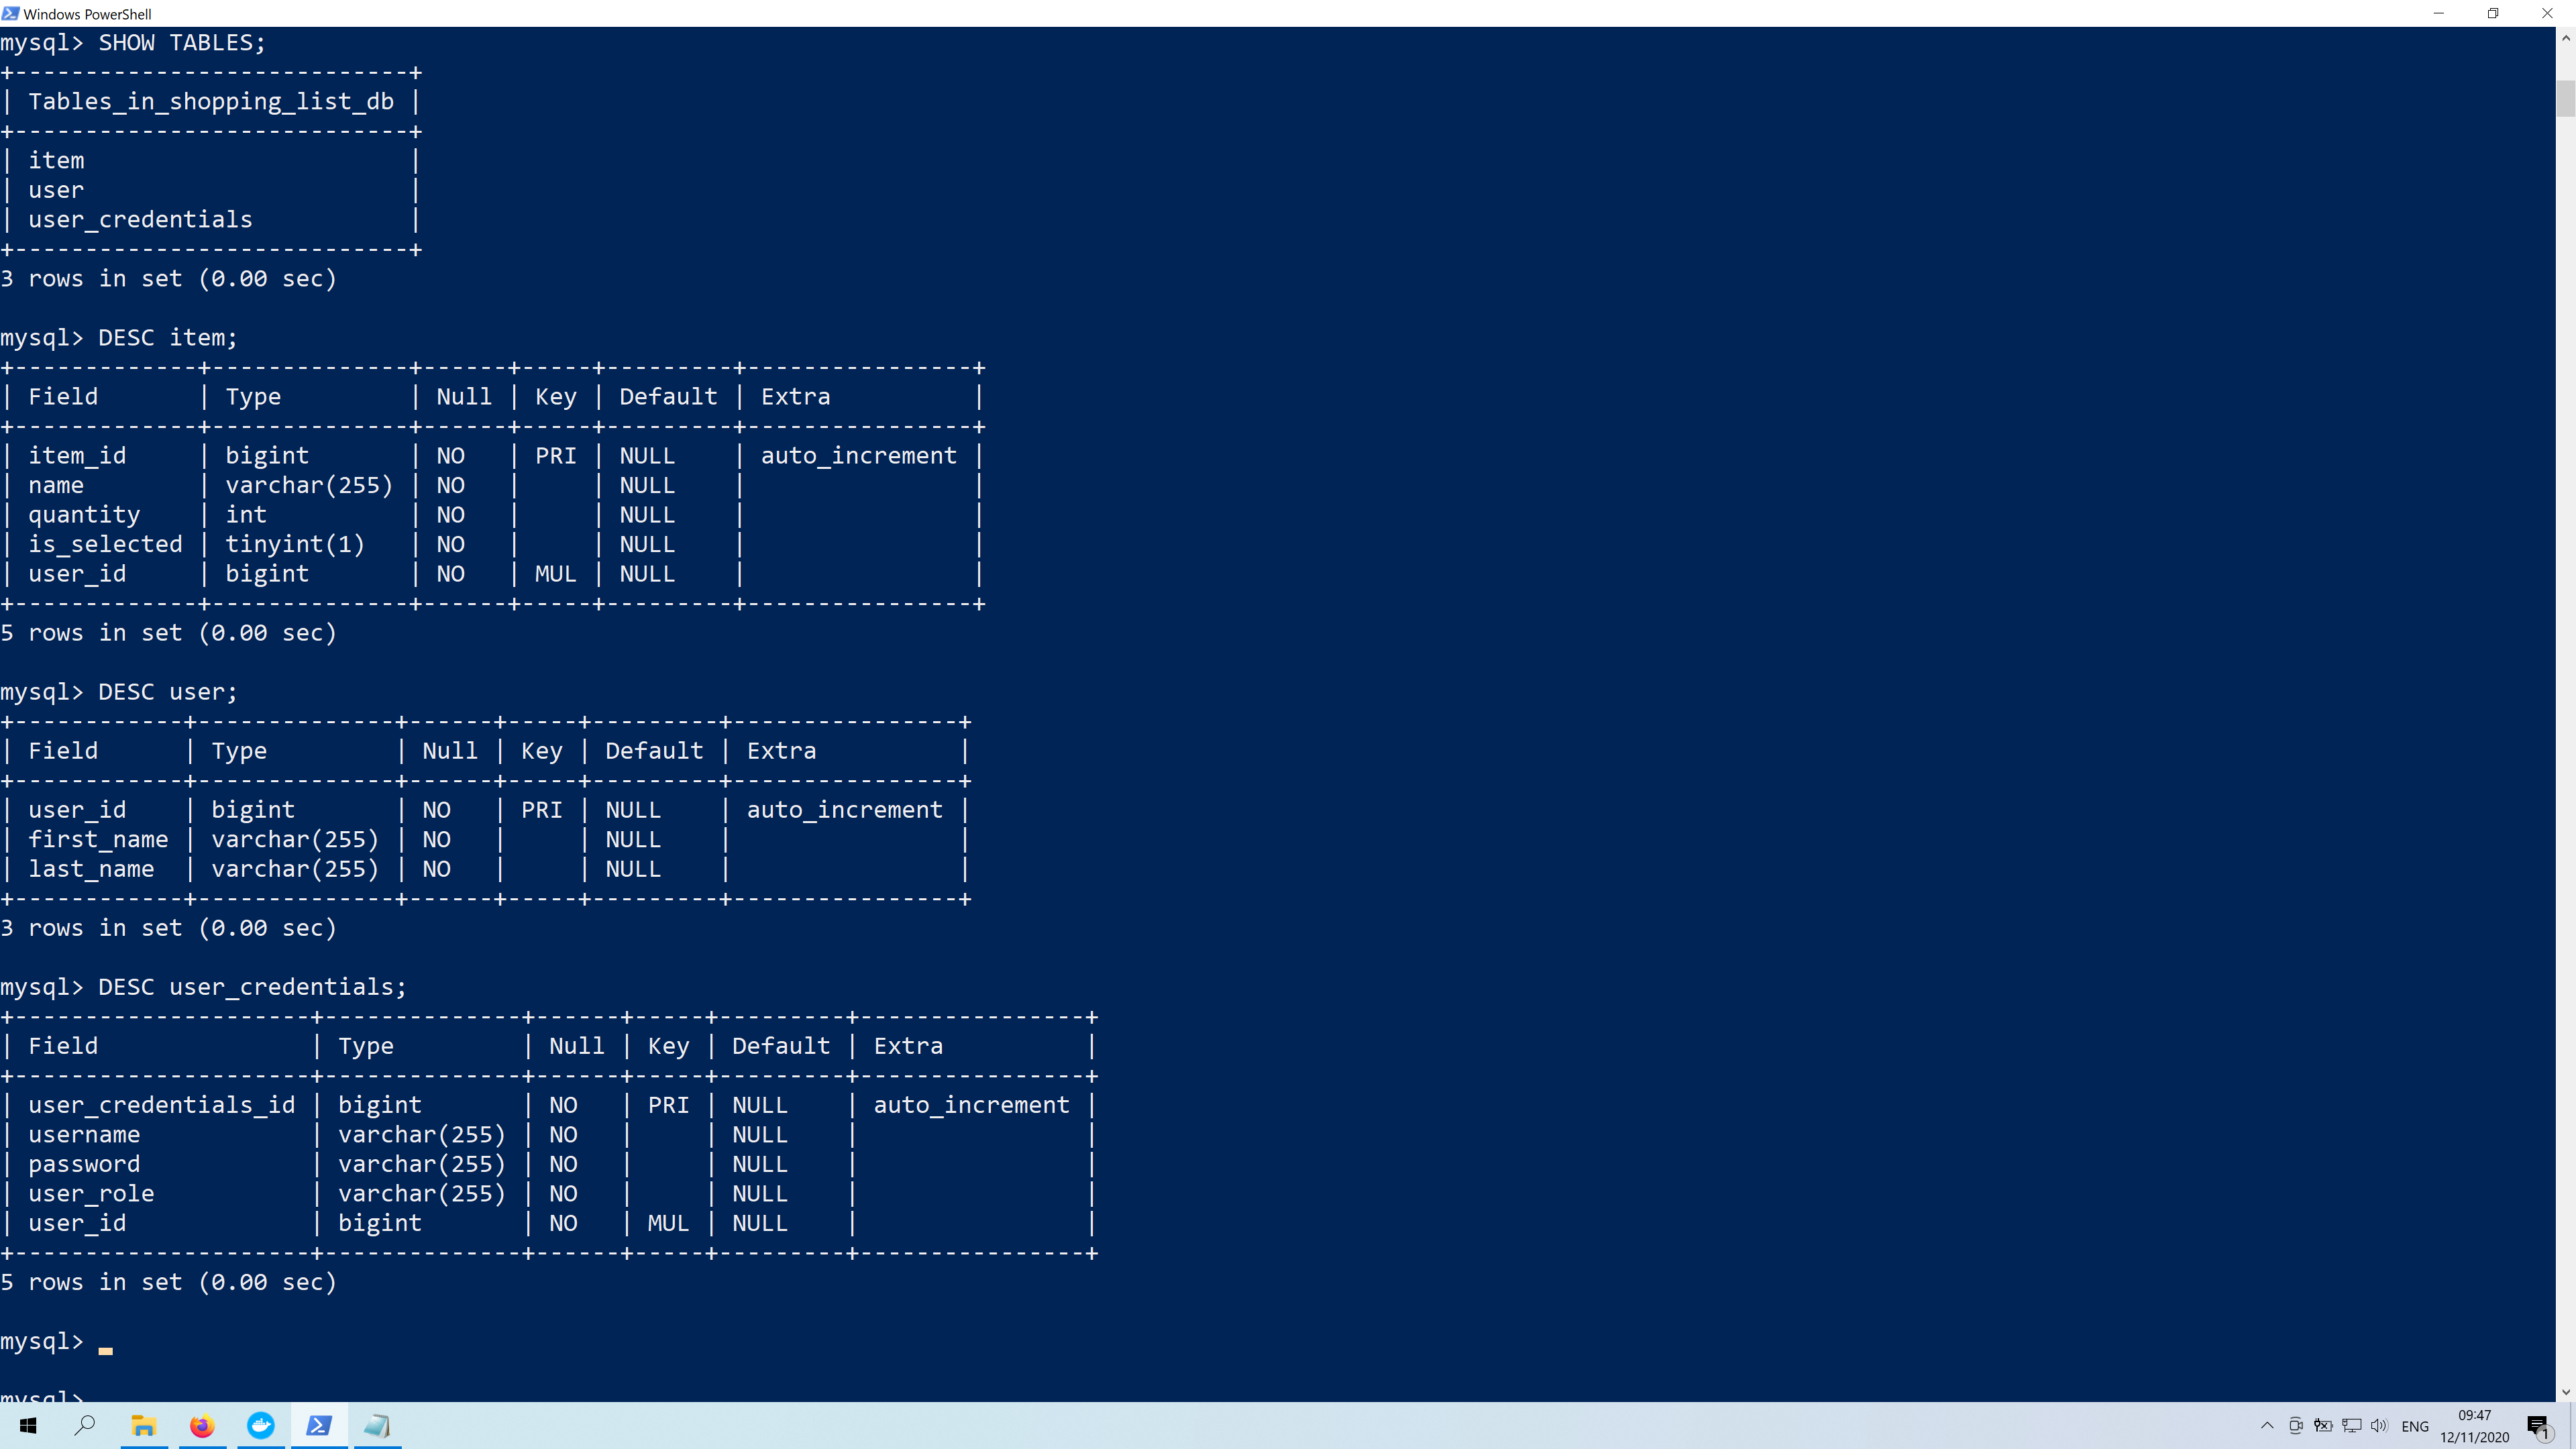 Windows PowerShell
mysql> SHOW TABLES;
+----------------------------+
| Tables_in_shopping_list_db |
+----------------------------+
| item                       |
| user                       |
| user_credentials           |
+----------------------------+
3 rows in set (0.00 sec)
mysql> DESC item;
+-------------+--------------+------+-----+---------+----------------+
| Field       | Type         | Null | Key | Default | Extra          |
+-------------+--------------+------+-----+---------+----------------+
| item_id     | bigint       | NO   | PRI | NULL    | auto_increment |
| name        | varchar(255) | NO   |     | NULL    |                |
| quantity    | int          | NO   |     | NULL    |                |
| is_selected | tinyint(1)   | NO   |     | NULL    |                |
| user_id     | bigint       | NO   | MUL | NULL    |                |
+-------------+--------------+------+-----+---------+----------------+
5 rows in set (0.00 sec)
mysql> DESC user;
+------------+--------------+------+-----+---------+----------------+
| Field      | Type         | Null | Key | Default | Extra          |
+------------+--------------+------+-----+---------+----------------+
| user_id    | bigint       | NO   | PRI | NULL    | auto_increment |
| first_name | varchar(255) | NO   |     | NULL    |                |
| last_name  | varchar(255) | NO   |     | NULL    |                |
+------------+--------------+------+-----+---------+----------------+
3 rows in set (0.00 sec)
mysql> DESC user_credentials;
+---------------------+--------------+------+-----+---------+----------------+
| Field               | Type         | Null | Key | Default | Extra          |
+---------------------+--------------+------+-----+---------+----------------+
| user_credentials_id | bigint       | NO   | PRI | NULL    | auto_increment |
| username            | varchar(255) | NO   |     | NULL    |                |
| password            | varchar(255) | NO   |     | NULL    |                |
| user_role           | varchar(255) | NO   |     | NULL    |                |
| user_id             | bigint       | NO   | MUL | NULL    |                |
+---------------------+--------------+------+-----+---------+----------------+
5 rows in set (0.00 sec)
mysql>
mysql>
ENG
09:47
12/11/2020
1